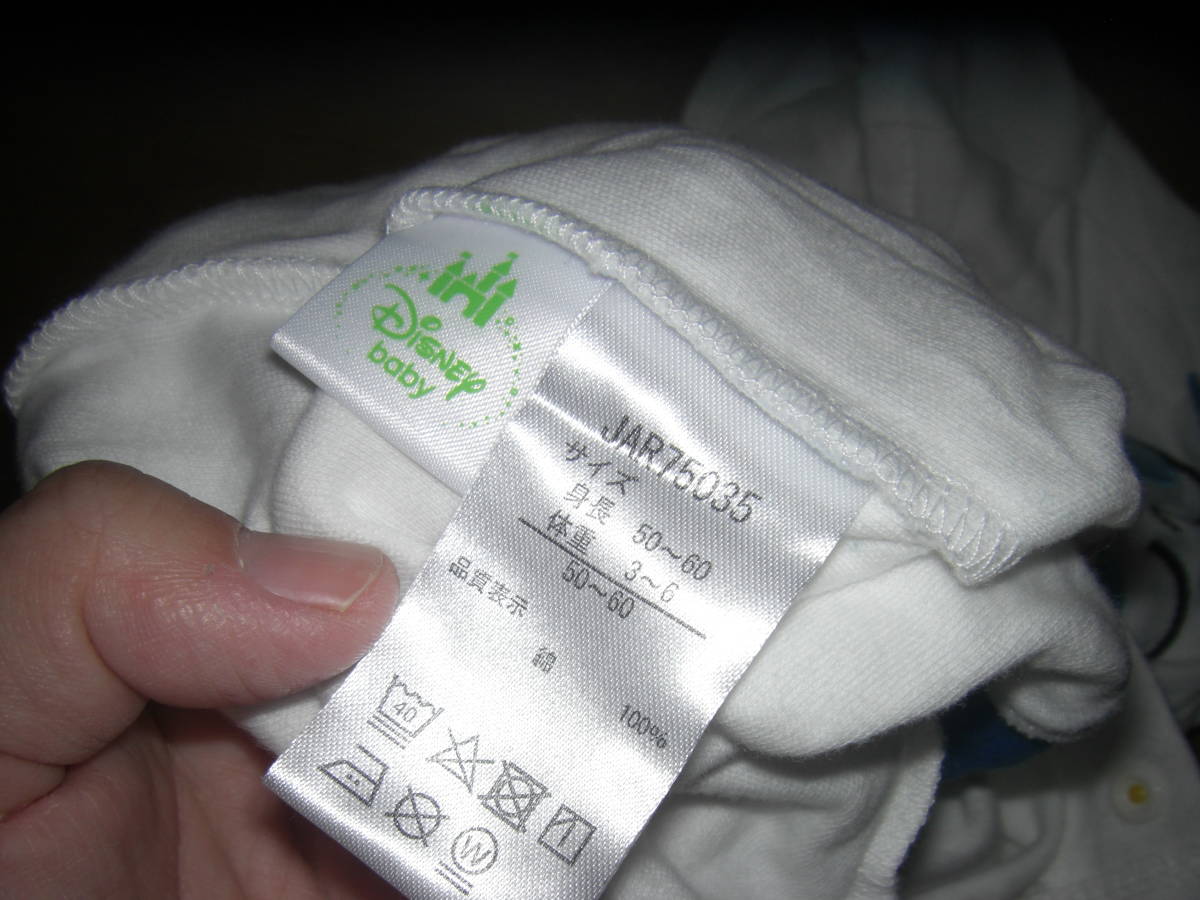 Disney
baby
JAR75035
サイズ
身長 50～60
体重 3～6
50～60
品質表示
綿 100%
40
W